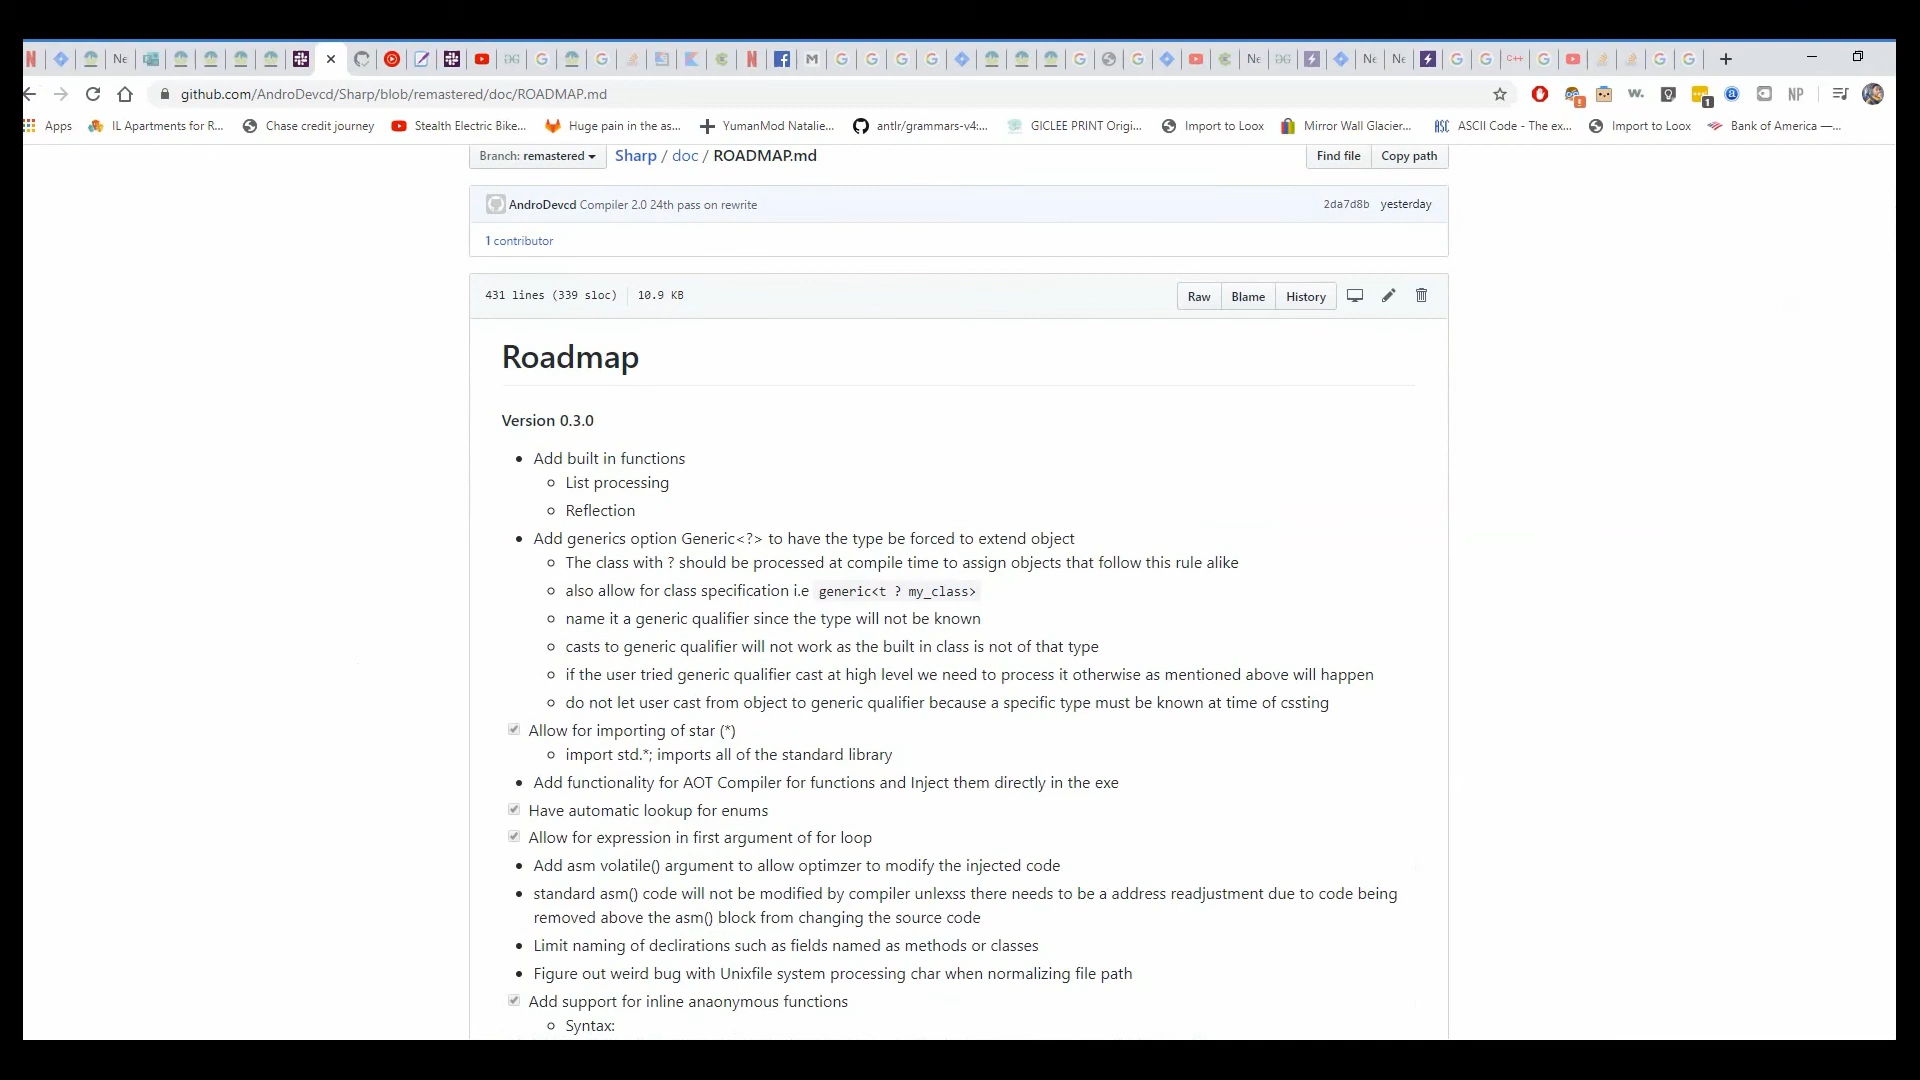 github.com/AndroDevcd/Sharp/blob/remastered/doc/ROADMAP.md
Apps IL Apartments for R... Chase credit journey Stealth Electric Bike... Huge pain in the as... YumanMod Natalie... antlr/grammars-v4:... GICLEE PRINT Origi... Import to Loox Mirror Wall Glacier... ASC ASCII Code - The ex... Import to Loox Bank of America —...
Branch: remastered Sharp / doc / ROADMAP.md Find file Copy path
AndroDevcd Compiler 2.0 24th pass on rewrite 2da7d8b yesterday
1 contributor
431 lines (339 sloc) 10.9 KB Raw Blame History
Roadmap
Version 0.3.0
Add built in functions
List processing
Reflection
Add generics option Generic<?> to have the type be forced to extend object
The class with ? should be processed at compile time to assign objects that follow this rule alike
also allow for class specification i.e generic<t ? my_class>
name it a generic qualifier since the type will not be known
casts to generic qualifier will not work as the built in class is not of that type
if the user tried generic qualifier cast at high level we need to process it otherwise as mentioned above will happen
do not let user cast from object to generic qualifier because a specific type must be known at time of cssting
Allow for importing of star (*)
import std.*; imports all of the standard library
Add functionality for AOT Compiler for functions and Inject them directly in the exe
Have automatic lookup for enums
Allow for expression in first argument of for loop
Add asm volatile() argument to allow optimzer to modify the injected code
standard asm() code will not be modified by compiler unlexss there needs to be a address readjustment due to code being
removed above the asm() block from changing the source code
Limit naming of declirations such as fields named as methods or classes
Figure out weird bug with Unixfile system processing char when normalizing file path
Add support for inline anaonymous functions
Syntax: